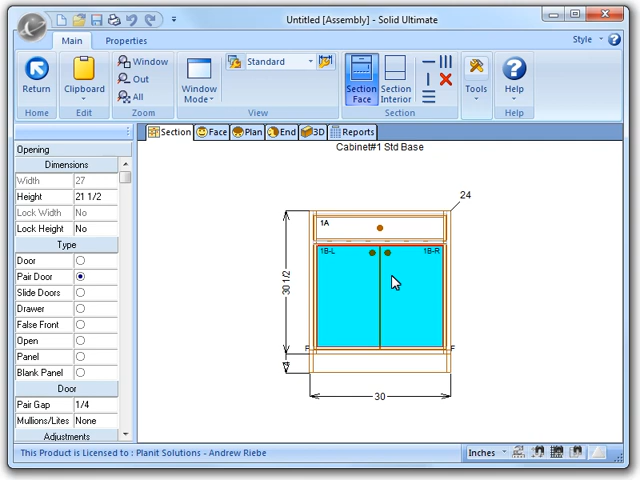 Untitled [Assembly] - Solid Ultimate
Main
Properties
Style
Return
Clipboard
Window
Out
All
Window Mode
Standard
Section Face
Section Interior
Tools
Help
Home
Edit
Zoom
View
Section
Help
Section
Face
Plan
End
3D
Reports
Opening
Dimensions
Width 27
Height 21 1/2
Lock Width No
Lock Height No
Type
Door
Pair Door
Slide Doors
Drawer
False Front
Open
Panel
Blank Panel
Door
Pair Gap 1/4
Mullions/Lites None
Adjustments
Cabinet#1 Std Base
24
1A
1B-L
1B-R
30 1/2
F
F
4
30
This Product is Licensed to : Planit Solutions - Andrew Riebe
Inches